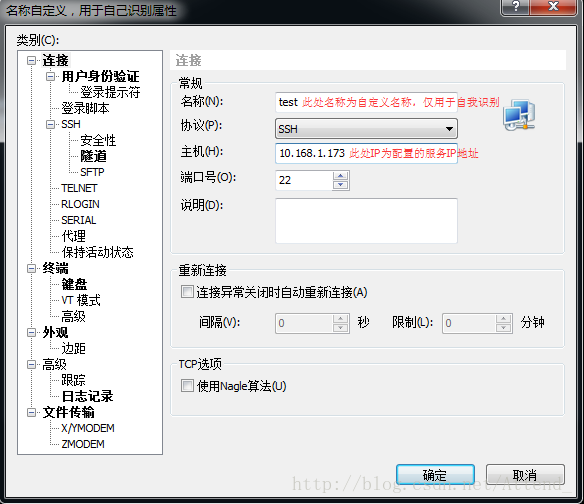 名称自定义，用于自己识别属性
类别(C):
连接
用户身份验证
登录提示符
登录脚本
SSH
安全性
隧道
SFTP
TELNET
RLOGIN
SERIAL
代理
保持活动状态
终端
键盘
VT 模式
高级
外观
边距
高级
跟踪
日志记录
文件传输
X/YMODEM
ZMODEM
连接
常规
名称(N): test 此处名称为自定义名称，仅用于自我识别
协议(P): SSH
主机(H): 10.168.1.173 此处IP为配置的服务IP地址
端口号(O): 22
说明(D):
重新连接
连接异常关闭时自动重新连接(A)
间隔(V): 0 秒 限制(L): 0 分钟
TCP选项
使用Nagle算法(U)
确定 取消
http://blog.csdn.net/Attend_